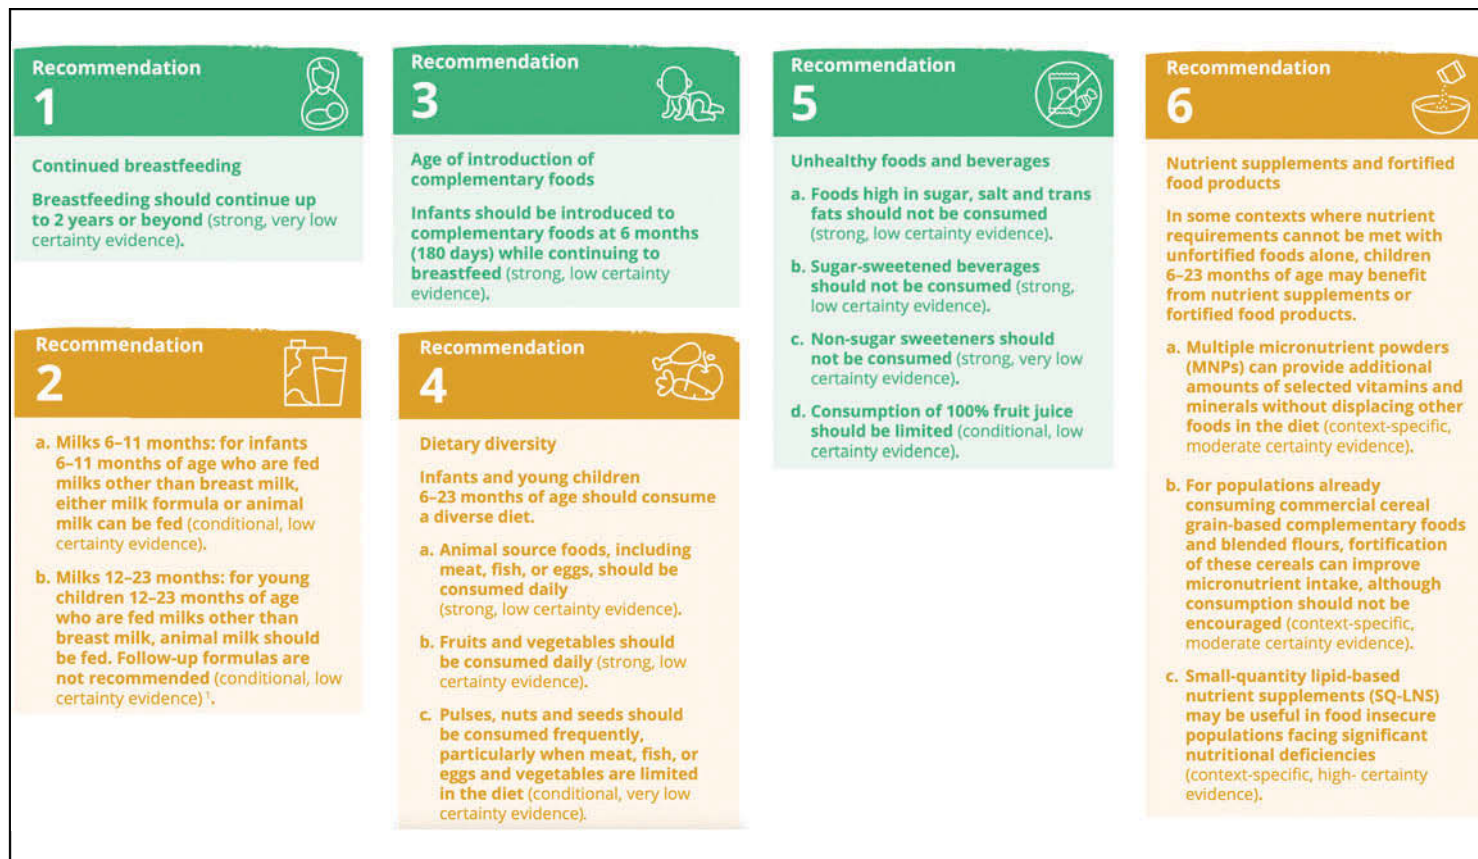 Recommendation
1
Continued breastfeeding
Breastfeeding should continue up
to 2 years or beyond (strong, very low
certainty evidence).
Recommendation
2
a. Milks 6–11 months: for infants
6–11 months of age who are fed
milks other than breast milk,
either milk formula or animal
milk can be fed (conditional, low
certainty evidence).
b. Milks 12–23 months: for young
children 12–23 months of age
who are fed milks other than
breast milk, animal milk should
be fed. Follow-up formulas are
not recommended (conditional, low
certainty evidence)¹.
Recommendation
3
Age of introduction of
complementary foods
Infants should be introduced to
complementary foods at 6 months
(180 days) while continuing to
breastfeed (strong, low certainty
evidence).
Recommendation
4
Dietary diversity
Infants and young children
6–23 months of age should consume
a diverse diet.
a. Animal source foods, including
meat, fish, or eggs, should be
consumed daily
(strong, low certainty evidence).
b. Fruits and vegetables should
be consumed daily (strong, low
certainty evidence).
c. Pulses, nuts and seeds should
be consumed frequently,
particularly when meat, fish, or
eggs and vegetables are limited
in the diet (conditional, very low
certainty evidence).
Recommendation
5
Unhealthy foods and beverages
a. Foods high in sugar, salt and trans
fats should not be consumed
(strong, low certainty evidence).
b. Sugar-sweetened beverages
should not be consumed (strong,
low certainty evidence).
c. Non-sugar sweeteners should
not be consumed (strong, very low
certainty evidence).
d. Consumption of 100% fruit juice
should be limited (conditional, low
certainty evidence).
Recommendation
6
Nutrient supplements and fortified
food products
In some contexts where nutrient
requirements cannot be met with
unfortified foods alone, children
6–23 months of age may benefit
from nutrient supplements or
fortified food products.
a. Multiple micronutrient powders
(MNPs) can provide additional
amounts of selected vitamins and
minerals without displacing other
foods in the diet (context-specific,
moderate certainty evidence).
b. For populations already
consuming commercial cereal
grain-based complementary foods
and blended flours, fortification
of these cereals can improve
micronutrient intake, although
consumption should not be
encouraged (context-specific,
moderate certainty evidence).
c. Small-quantity lipid-based
nutrient supplements (SQ-LNS)
may be useful in food insecure
populations facing significant
nutritional deficiencies
(context-specific, high- certainty
evidence).